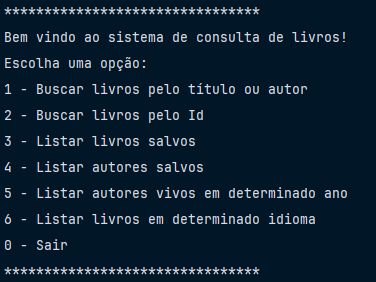 ********************************
Bem vindo ao sistema de consulta de livros!
Escolha uma opção:
1 - Buscar livros pelo título ou autor
2 - Buscar livros pelo Id
3 - Listar livros salvos
4 - Listar autores salvos
5 - Listar autores vivos em determinado ano
6 - Listar livros em determinado idioma
0 - Sair
********************************